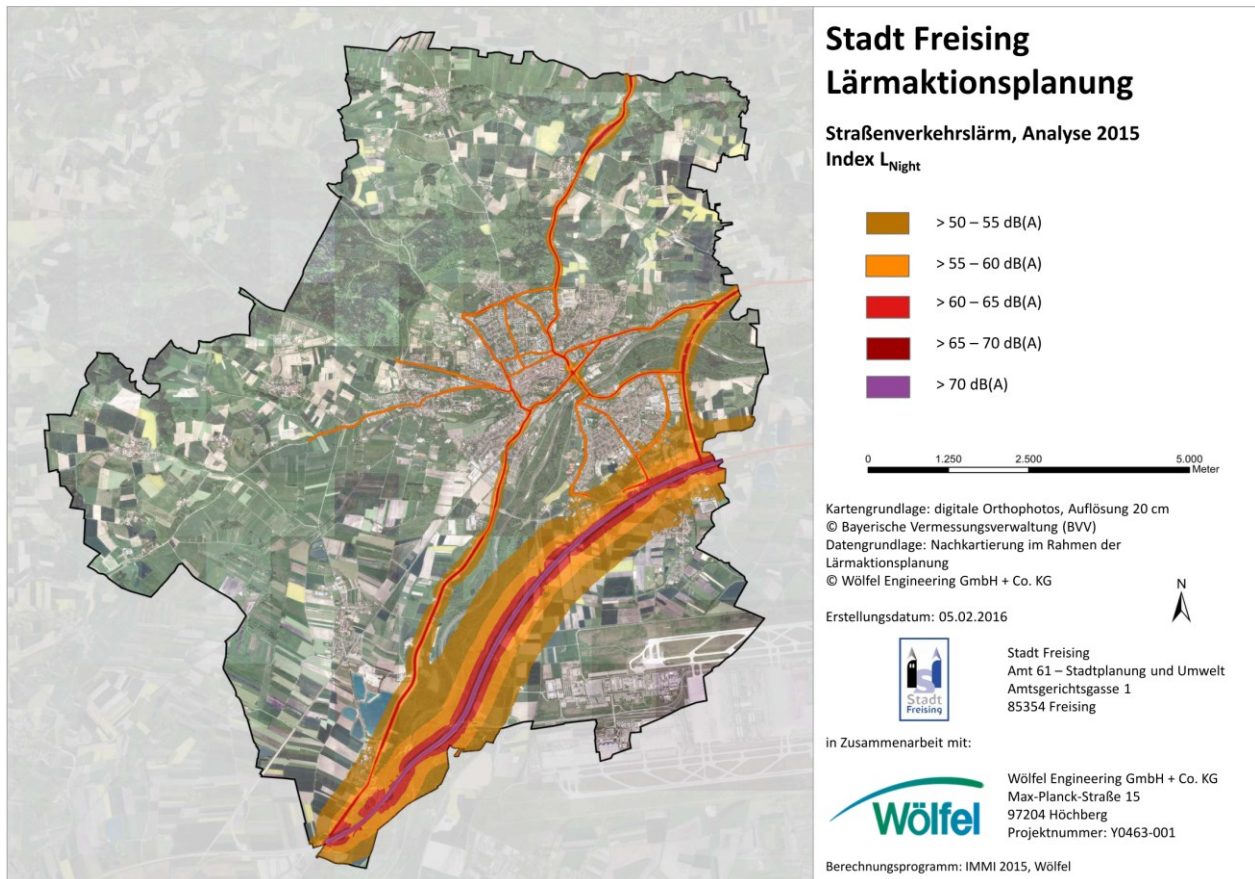 Stadt Freising
Lärmaktionsplanung
Straßenverkehrslärm, Analyse 2015
Index LNight
> 50 – 55 dB(A)
> 55 – 60 dB(A)
> 60 – 65 dB(A)
> 65 – 70 dB(A)
> 70 dB(A)
0 1.250 2.500 5.000
Meter
Kartengrundlage: digitale Orthophotos, Auflösung 20 cm
© Bayerische Vermessungsverwaltung (BVV)
Datengrundlage: Nachkartierung im Rahmen der
Lärmaktionsplanung
© Wölfel Engineering GmbH + Co. KG
N
Erstellungsdatum: 05.02.2016
Stadt
Freising
Stadt Freising
Amt 61 – Stadtplanung und Umwelt
Amtsgerichtsgasse 1
85354 Freising
in Zusammenarbeit mit:
Wölfel
Wölfel Engineering GmbH + Co. KG
Max-Planck-Straße 15
97204 Höchberg
Projektnummer: Y0463-001
Berechnungsprogramm: IMMI 2015, Wölfel